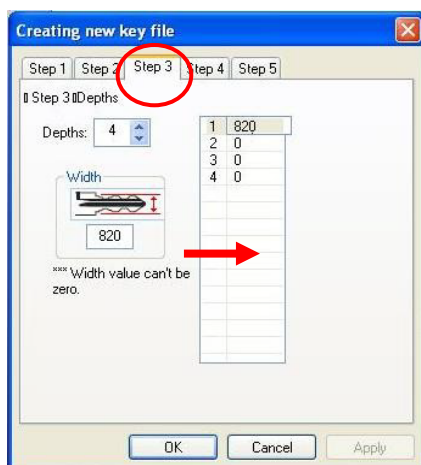 Creating new key file
Step 1 Step 2 Step 3 Step 4 Step 5
Step 3 Depths
Depths: 4
1 820
2 0
3 0
4 0
Width
820
*** Width value can't be
zero.
OK Cancel Apply